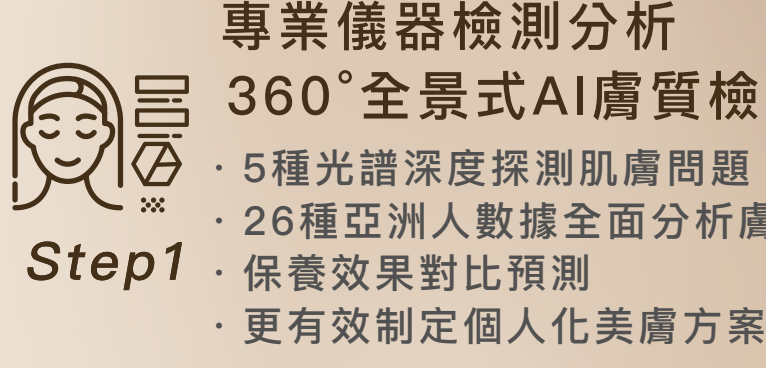 專業儀器檢測分析
360°全景式AI膚質檢
Step1
· 5種光譜深度探測肌膚問題
· 26種亞洲人數據全面分析膚
· 保養效果對比預測
· 更有效制定個人化美膚方案